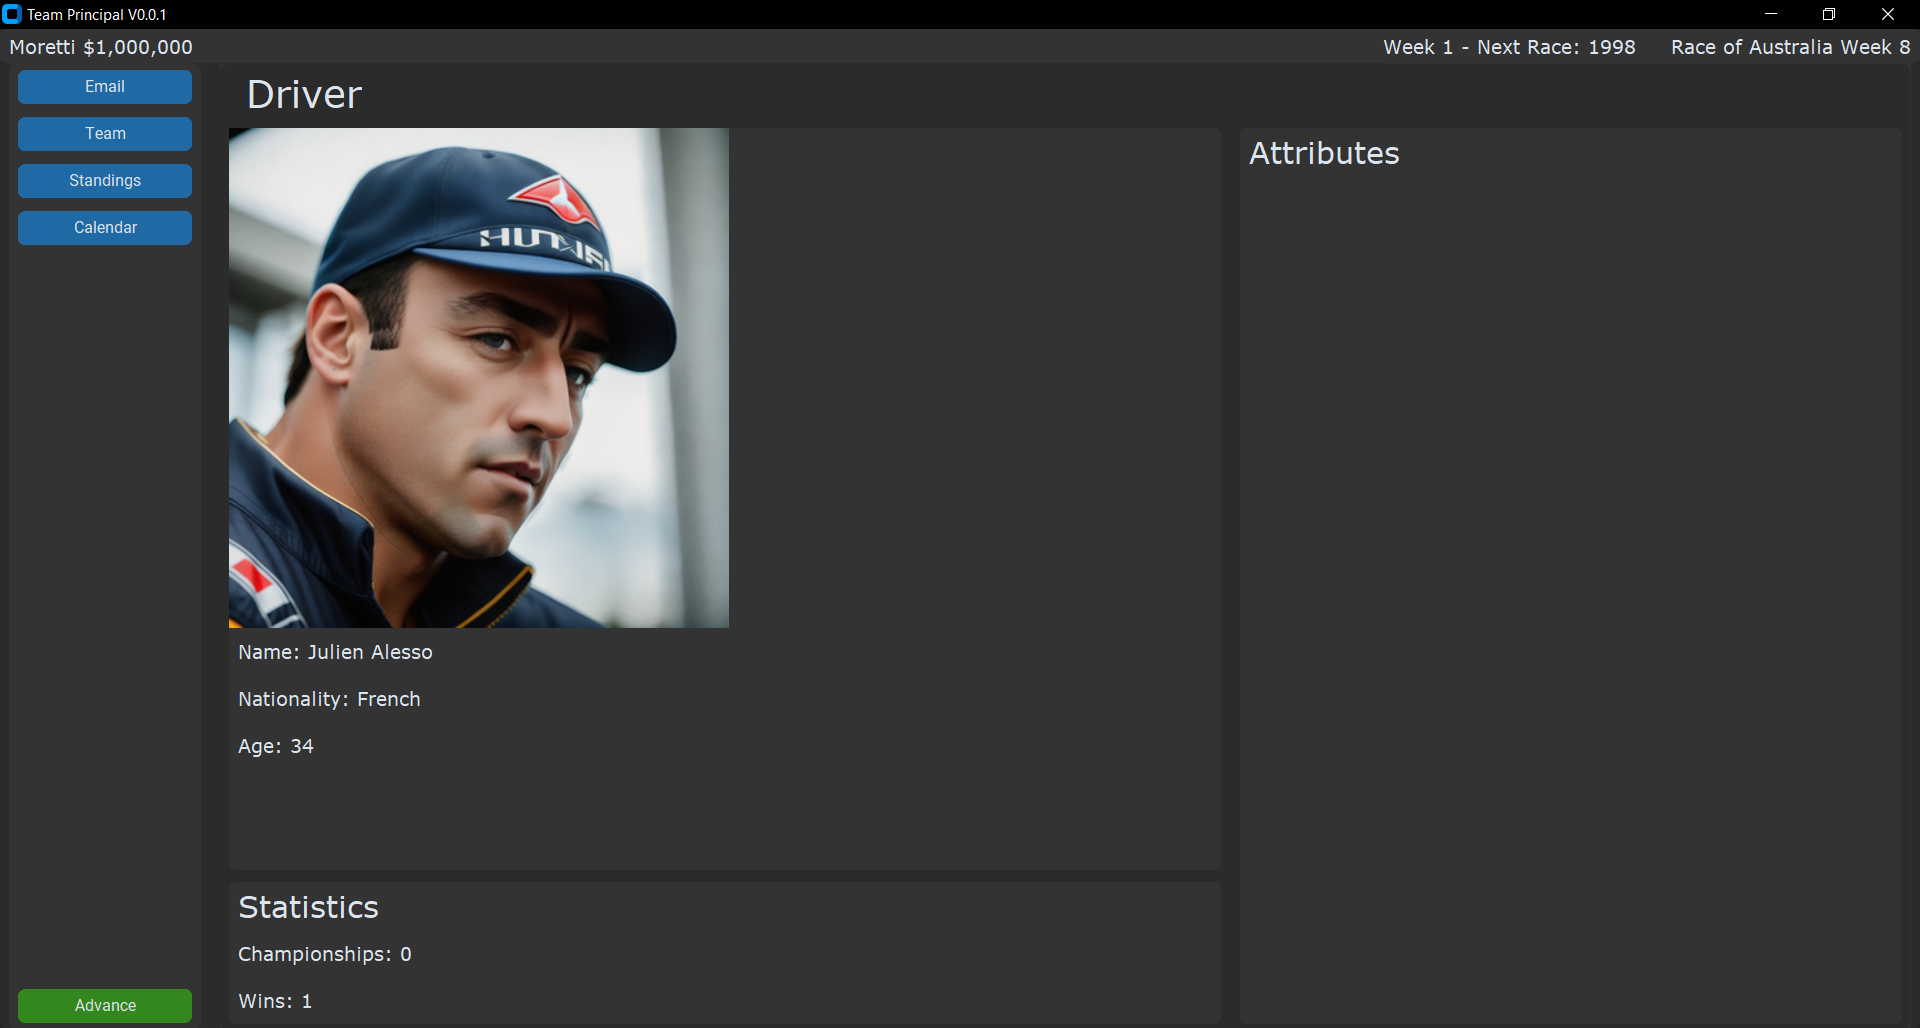 Team Principal V0.0.1
Moretti $1,000,000
Week 1 - Next Race: 1998 Race of Australia Week 8
Email
Team
Standings
Calendar
Advance
Driver
Name: Julien Alesso
Nationality: French
Age: 34
Statistics
Championships: 0
Wins: 1
Attributes